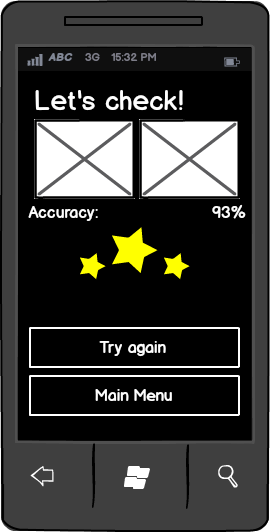 ABC 3G 15:32 PM
Let's check!
Accuracy: 93%
Try again
Main Menu